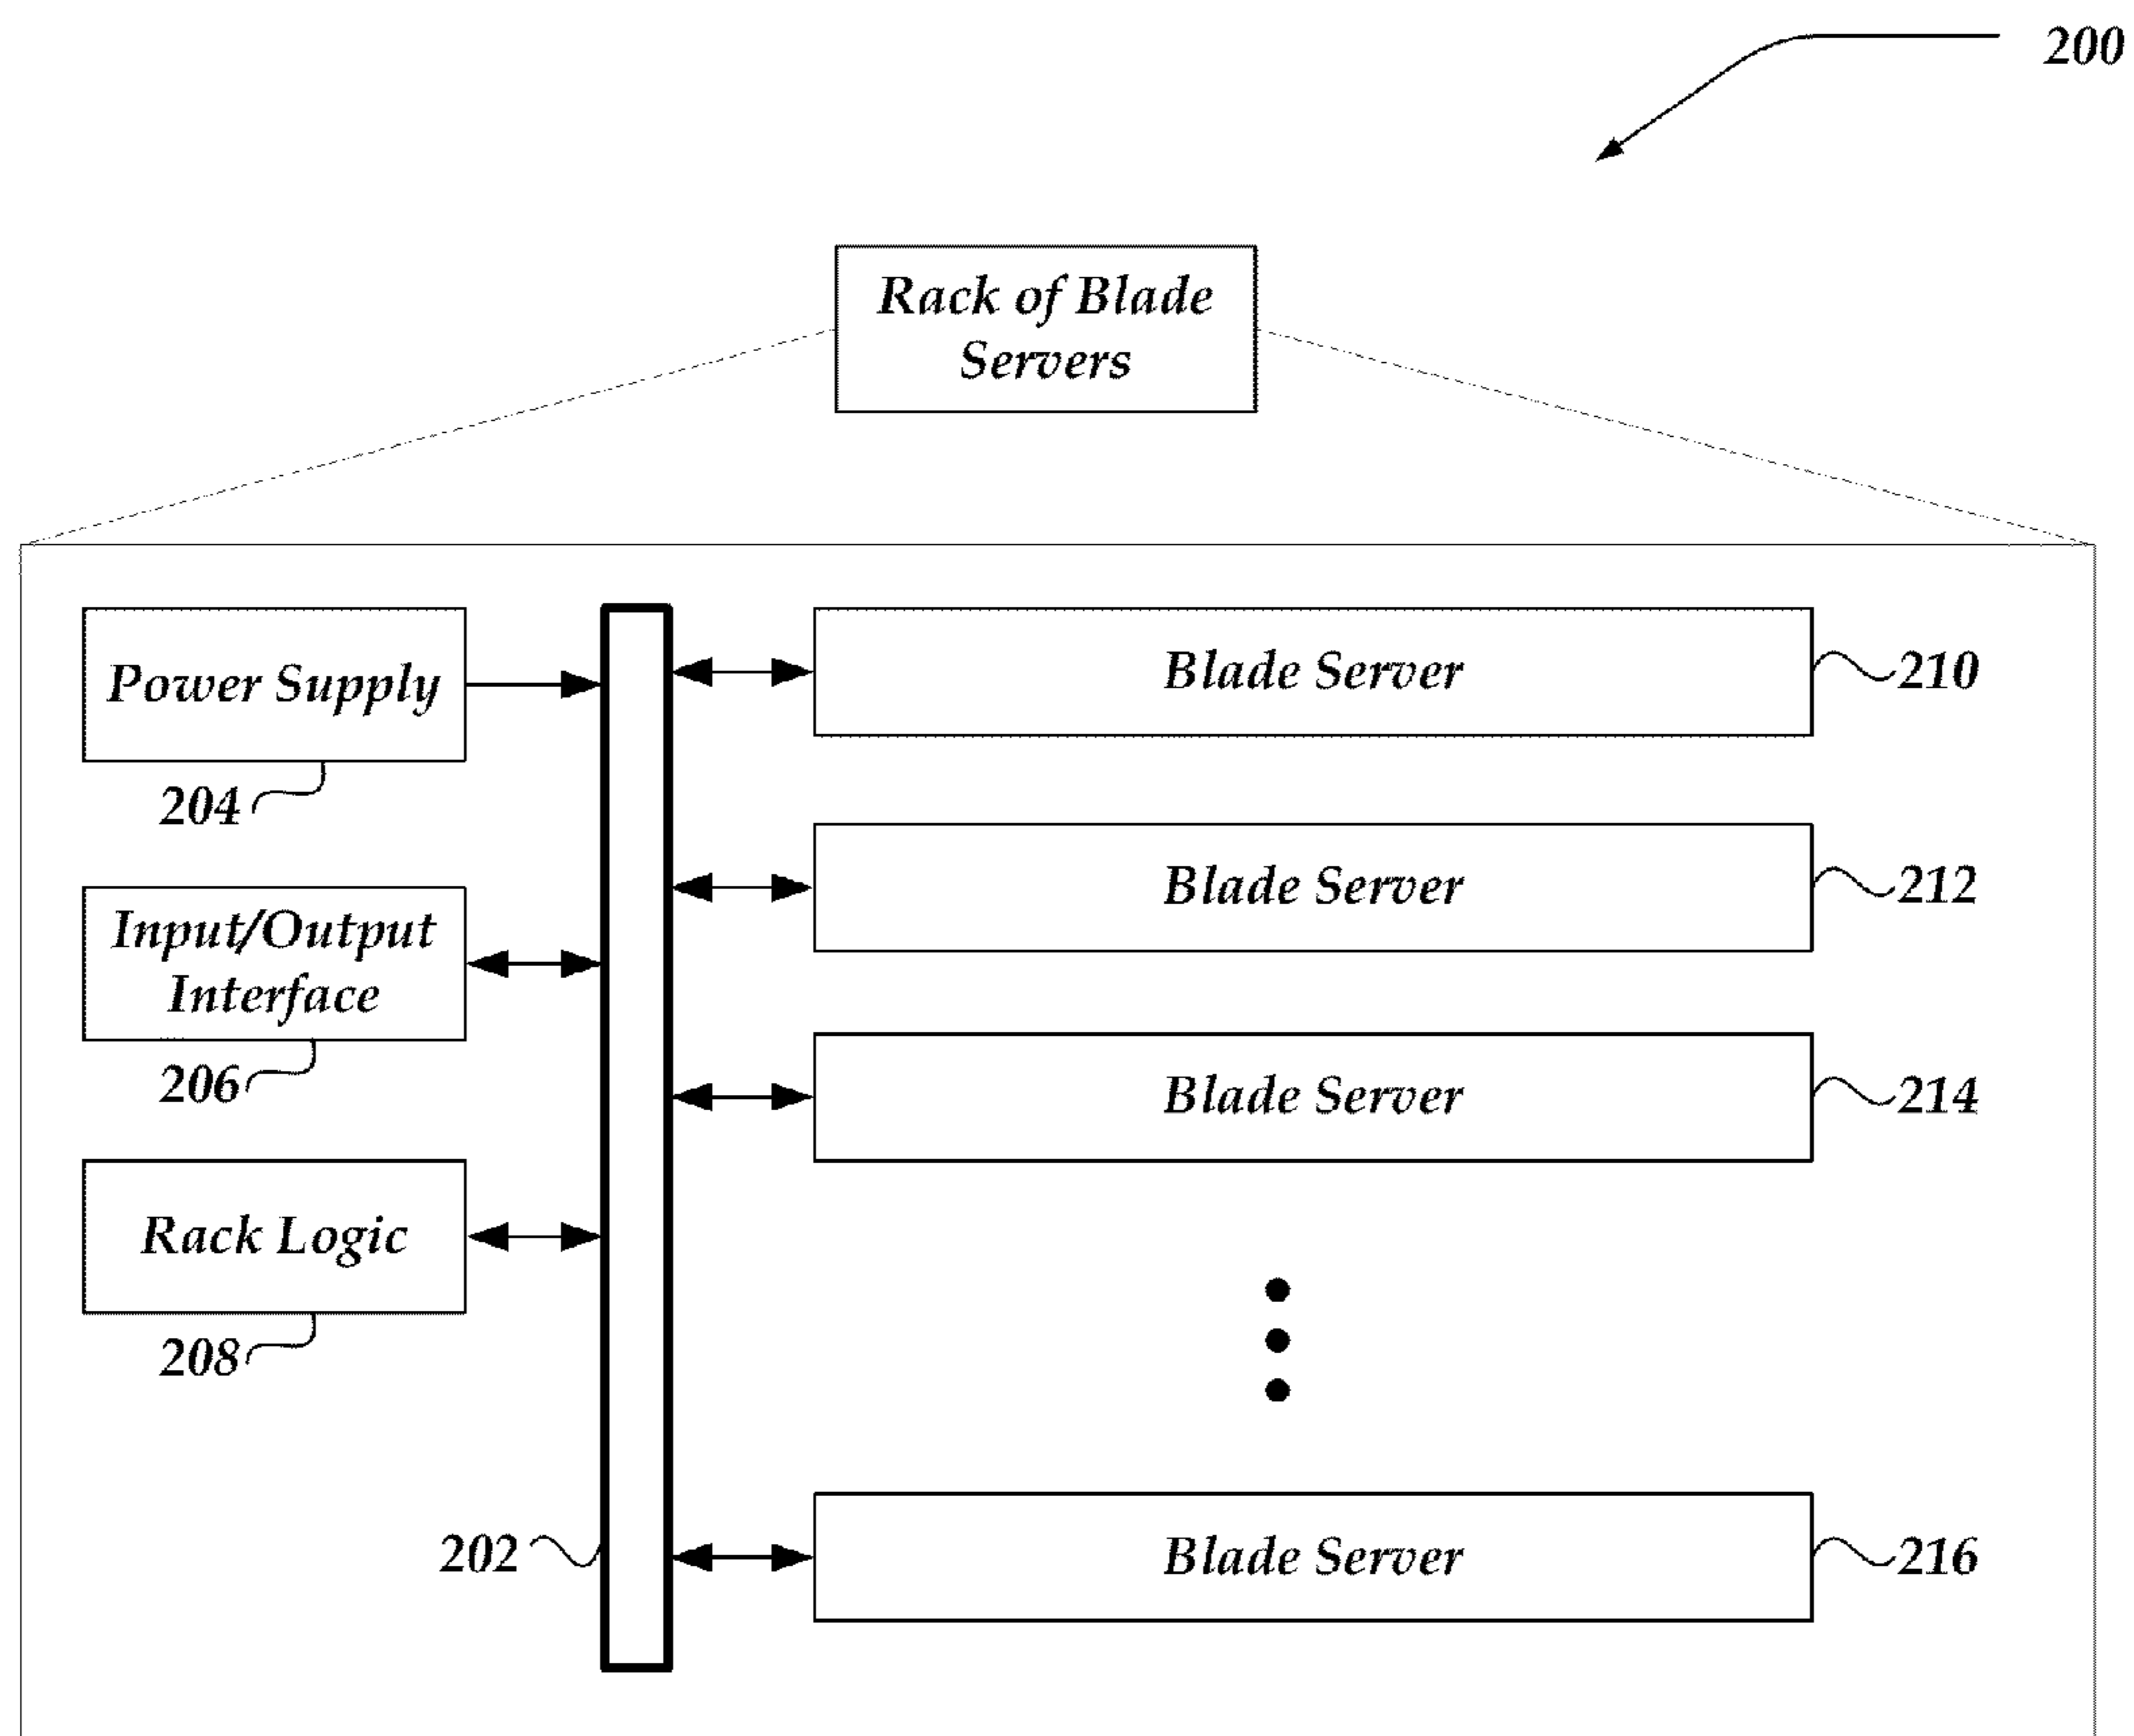 200
Rack of Blade
Servers
Power Supply
204
Input/Output
Interface
206
Rack Logic
208
202
Blade Server
210
Blade Server
212
Blade Server
214
Blade Server
216